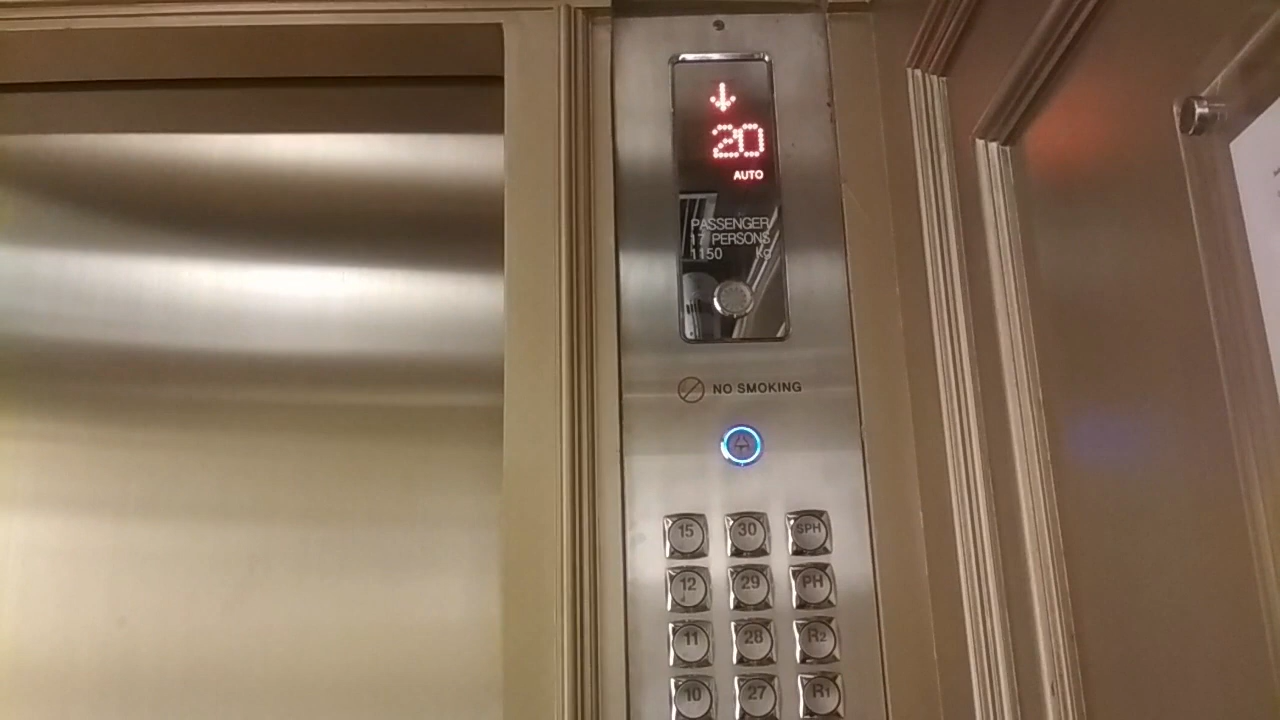 20
AUTO
PASSENGER
17 PERSONS
1150 Kg
NO SMOKING
15 30 SPH
12 29 PH
11 28 R2
10 27 R1